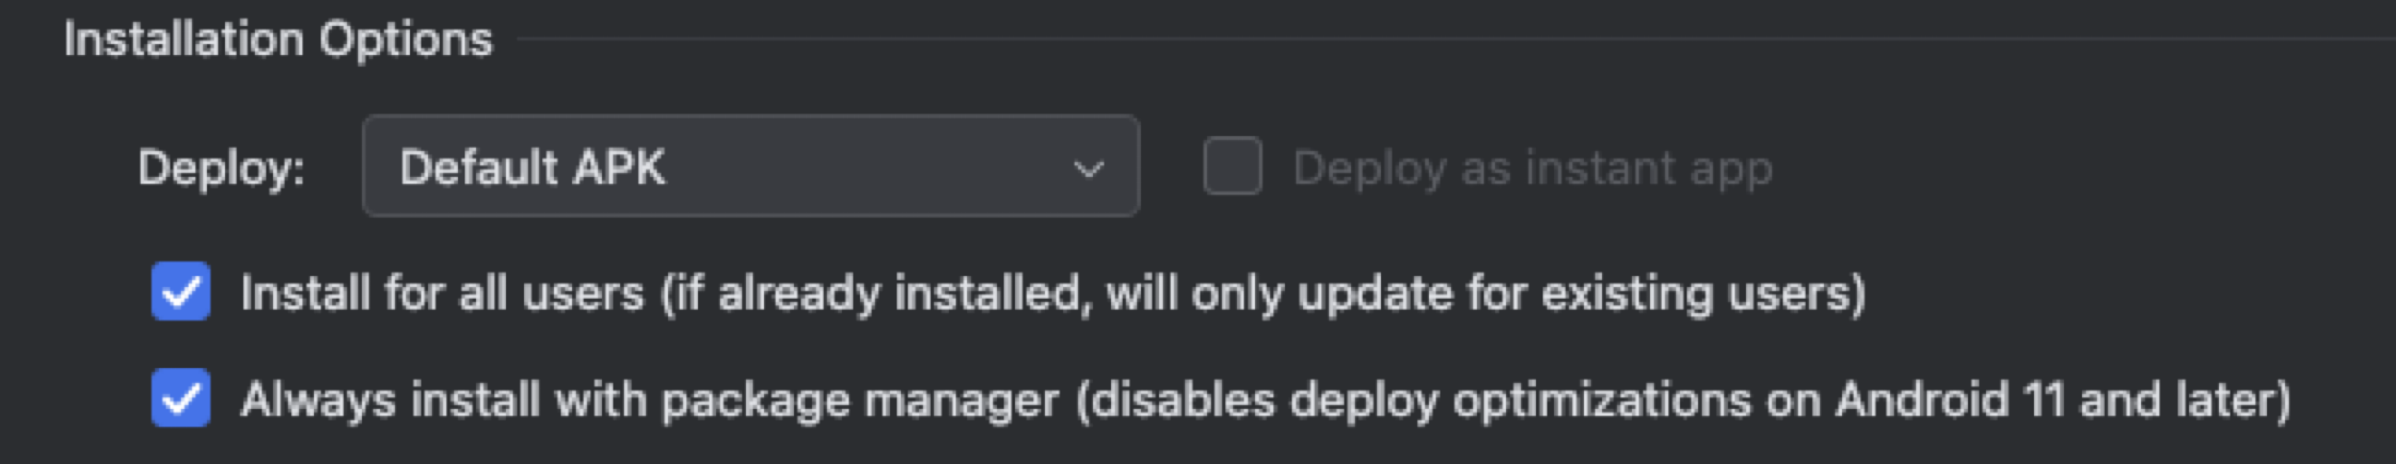 Installation Options
Deploy: Default APK Deploy as instant app
Install for all users (if already installed, will only update for existing users)
Always install with package manager (disables deploy optimizations on Android 11 and later)